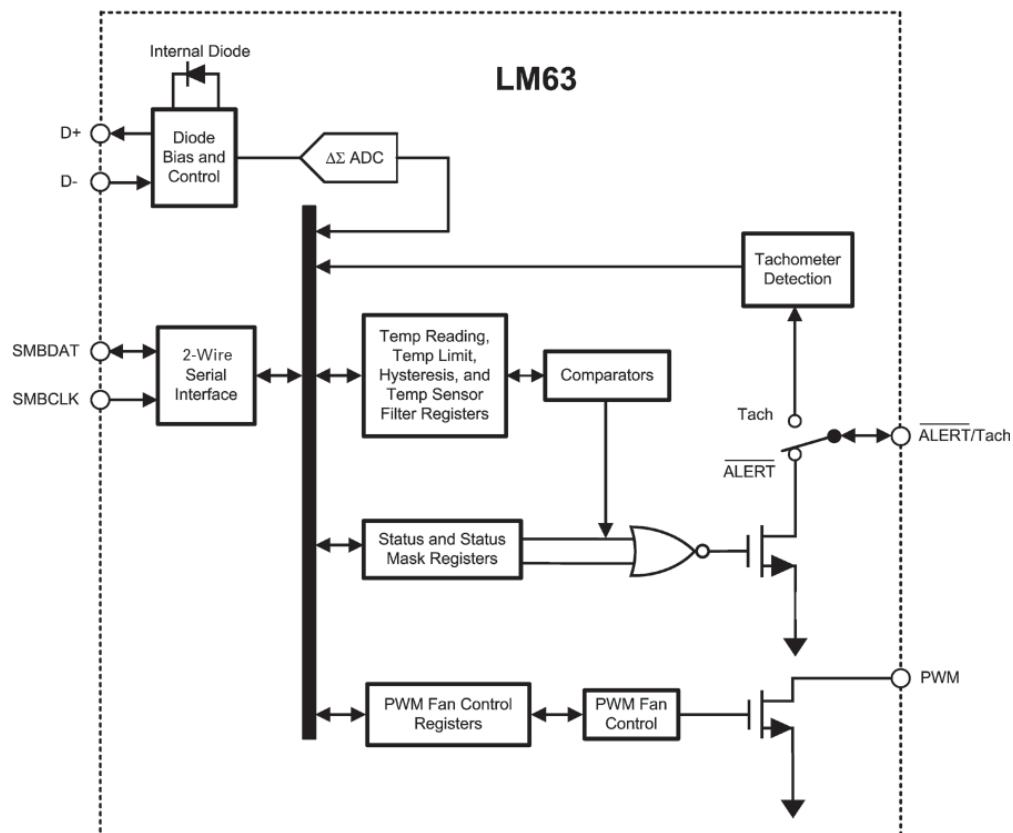 Internal Diode
LM63
D+
D-
Diode
Bias and
Control
ΔΣ ADC
Tachometer
Detection
SMBDAT
SMBCLK
2-Wire
Serial
Interface
Temp Reading,
Temp Limit,
Hysteresis, and
Temp Sensor
Filter Registers
Comparators
Tach
ALERT/Tach
ALERT
Status and Status
Mask Registers
PWM Fan Control
Registers
PWM Fan
Control
PWM